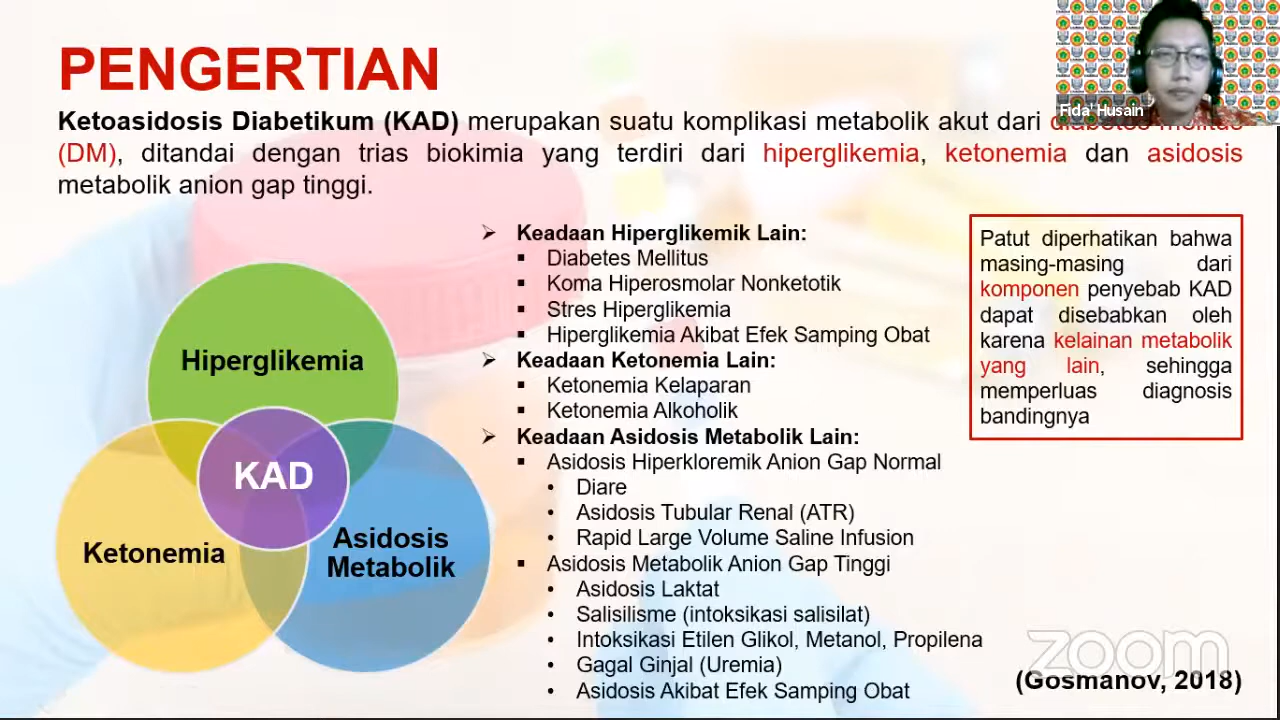 PENGERTIAN
Fida' Husain
Ketoasidosis Diabetikum (KAD) merupakan suatu komplikasi metabolik akut dari diabetes melitus
(DM), ditandai dengan trias biokimia yang terdiri dari hiperglikemia, ketonemia dan asidosis
metabolik anion gap tinggi.
Hiperglikemia
KAD
Ketonemia
Asidosis
Metabolik
Keadaan Hiperglikemik Lain:
Diabetes Mellitus
Koma Hiperosmolar Nonketotik
Stres Hiperglikemia
Hiperglikemia Akibat Efek Samping Obat
Keadaan Ketonemia Lain:
Ketonemia Kelaparan
Ketonemia Alkoholik
Keadaan Asidosis Metabolik Lain:
Asidosis Hiperkloremik Anion Gap Normal
Diare
Asidosis Tubular Renal (ATR)
Rapid Large Volume Saline Infusion
Asidosis Metabolik Anion Gap Tinggi
Asidosis Laktat
Salisilisme (intoksikasi salisilat)
Intoksikasi Etilen Glikol, Metanol, Propilena
Gagal Ginjal (Uremia)
Asidosis Akibat Efek Samping Obat
Patut diperhatikan bahwa
masing-masing dari
komponen penyebab KAD
dapat disebabkan oleh
karena kelainan metabolik
yang lain, sehingga
memperluas diagnosis
bandingnya
zoom
(Gosmanov, 2018)